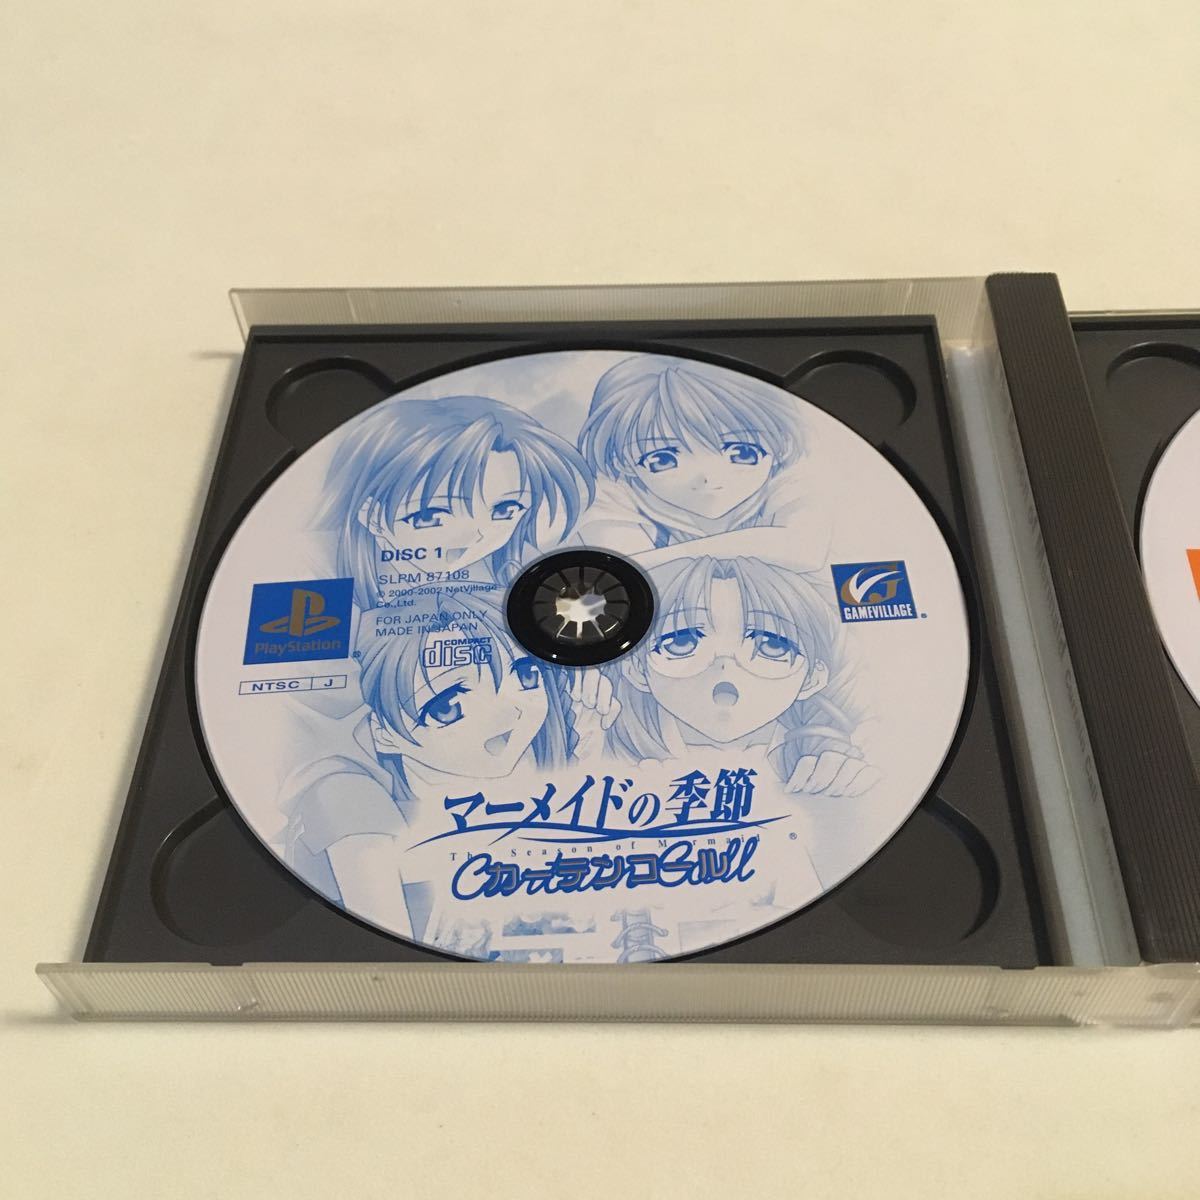 DISC 1
SLPM 87108
© 2000-2002 NetVillage
Co.,Ltd.
FOR JAPAN ONLY
MADE IN JAPAN
COMPACT
disc
PlayStation ®
NTSC J
GAMEVILLAGE ®
マーメイドの季節
The Season of Mermaid ®
カーテンコール